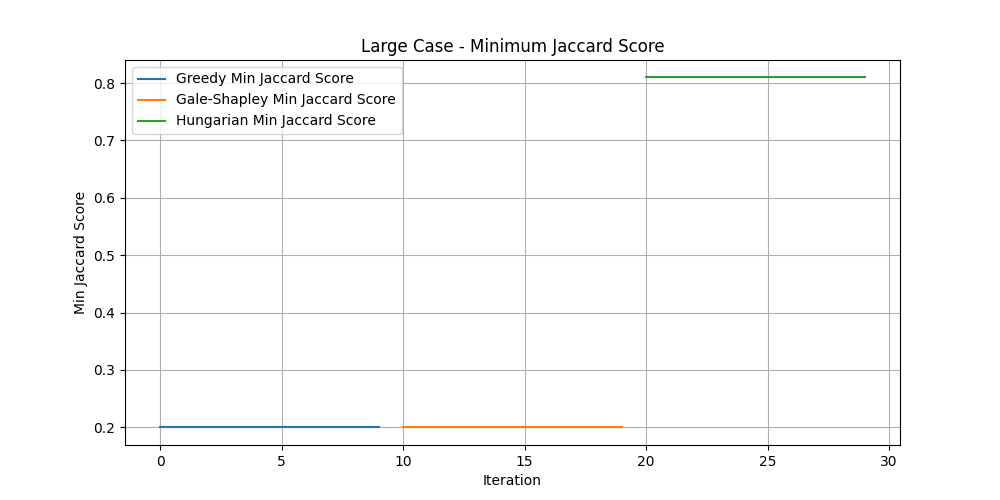 Large Case - Minimum Jaccard Score
Greedy Min Jaccard Score
Gale-Shapley Min Jaccard Score
Hungarian Min Jaccard Score
Min Jaccard Score
0.8
0.7
0.6
0.5
0.4
0.3
0.2
0 5 10 15 20 25 30
Iteration